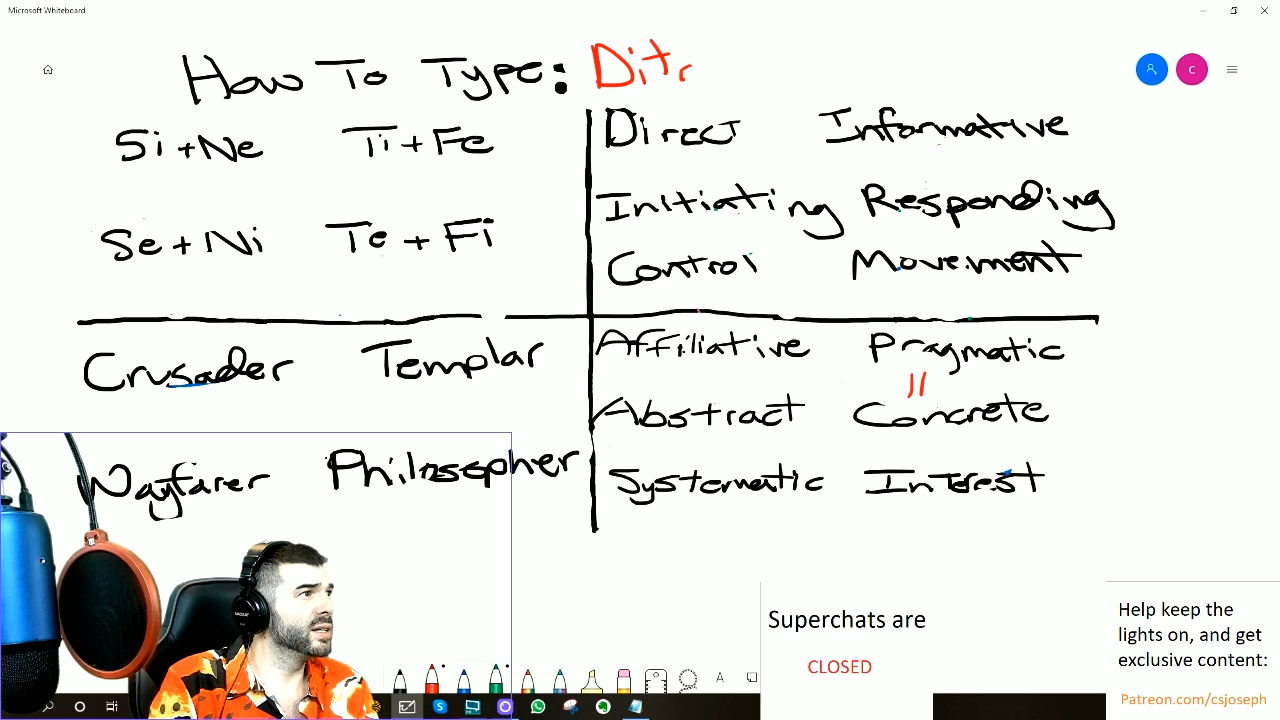 Microsoft Whiteboard
How To Type: Ditr
Si+Ne Ti+Fe
Se+Ni Te+Fi
Direct Informative
Initiating Responding
Control Movement
Crusader Templar
Wayfarer Philosopher
Affiliative Pragmatic
Abstract Concrete
Systematic Interest
C
A
Superchats are
CLOSED
Help keep the
lights on, and get
exclusive content:
Patreon.com/csjoseph